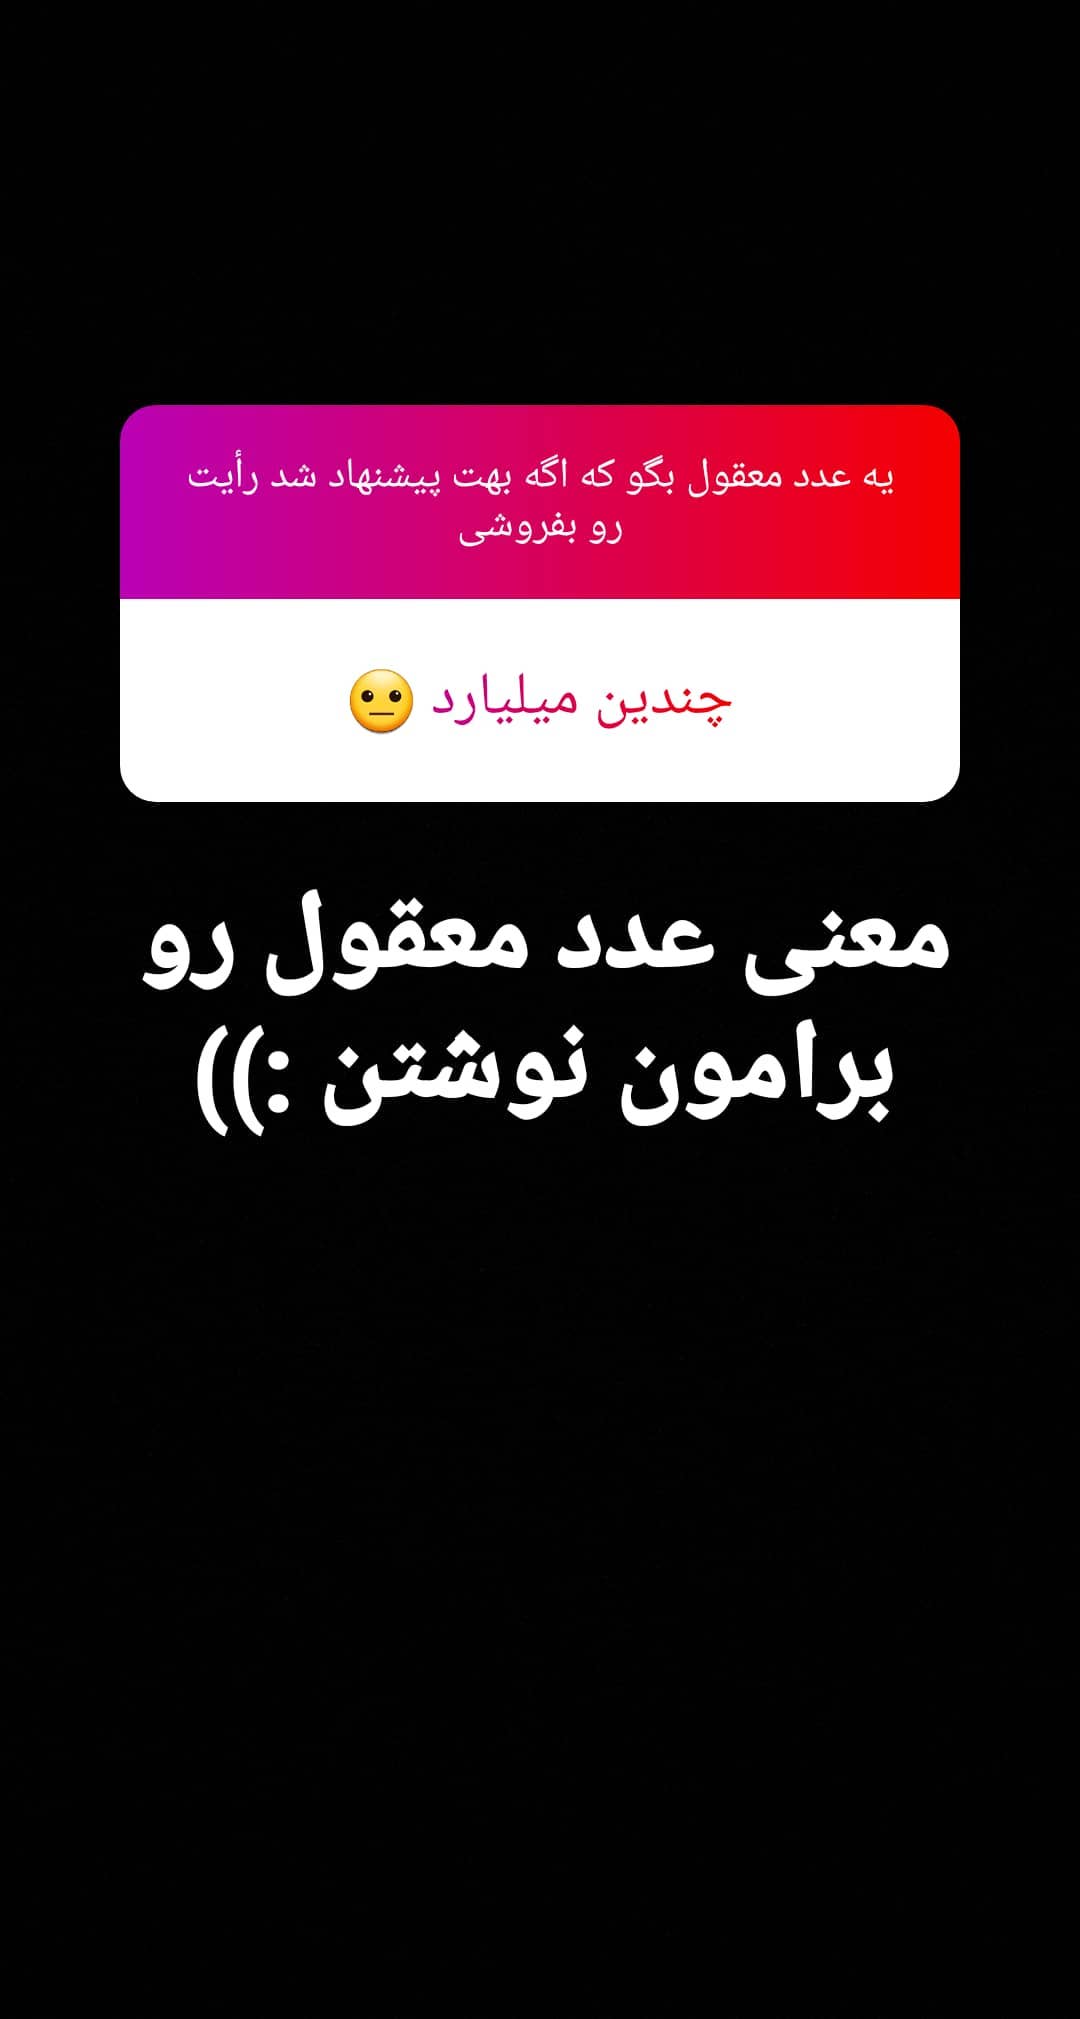 یه عدد معقول بگو که اگه بهت پیشنهاد شد رأیت
رو بفروشی
چندین میلیارد 😐
معنی عدد معقول رو
برامون نوشتن :))